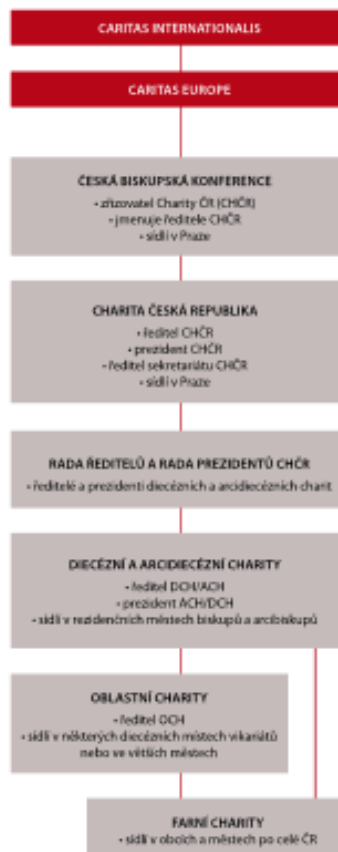 CARITAS INTERNATIONALIS
CARITAS EUROPE
ČESKÁ BISKUPSKÁ KONFERENCE
• zřizovatel Charity ČR (CHČR)
• jmenuje ředitele CHČR
• sídlí v Praze
CHARITA ČESKÁ REPUBLIKA
• ředitel CHČR
• prezident CHČR
• ředitel sekretariátu CHČR
• sídlí v Praze
RADA ŘEDITELŮ A RADA PREZIDENTŮ CHČR
• ředitelé a prezidenti diecézních a arcidiecézních charit
DIECÉZNÍ A ARCIDIECÉZNÍ CHARITY
• ředitel DCH/ACH
• prezident ACH/DCH
• sídlí v rezidenčních městech biskupů a arcibiskupů
OBLASTNÍ CHARITY
• ředitel OCH
• sídlí v některých diecézních místech vikariátů
nebo ve větších městech
FARNÍ CHARITY
• sídlí v obcích a městech po celé ČR